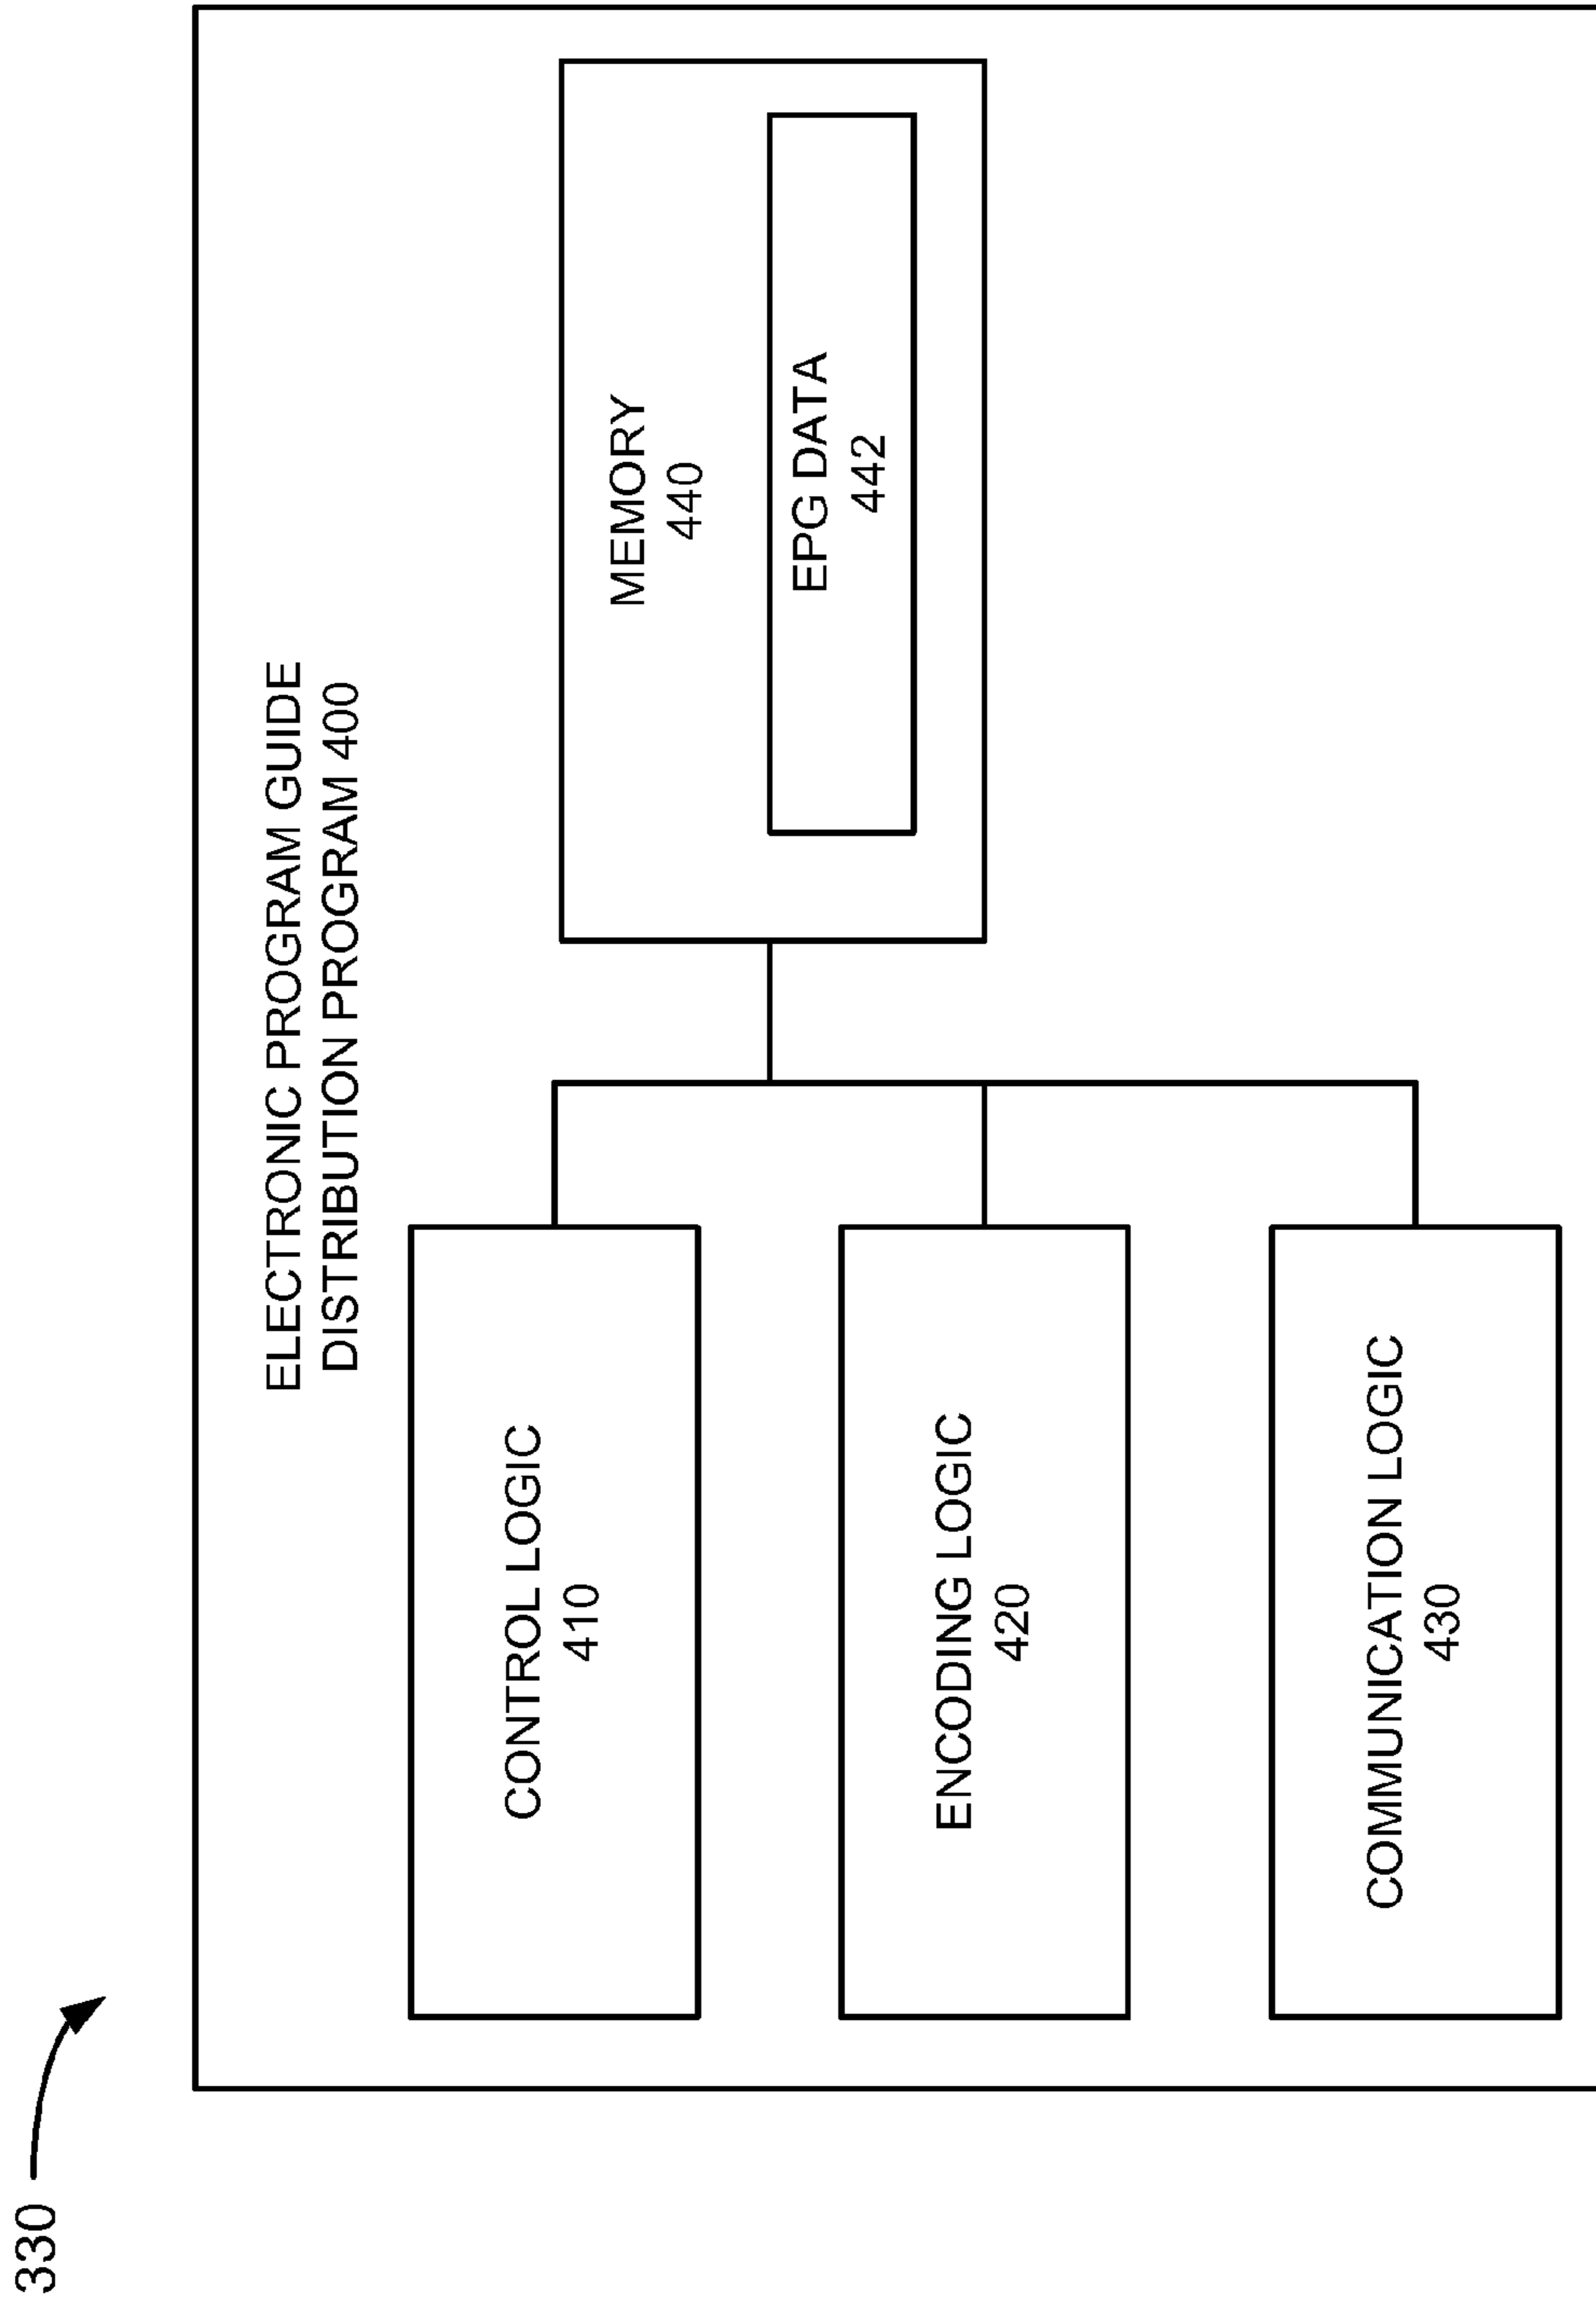 330
ELECTRONIC PROGRAM GUIDE
DISTRIBUTION PROGRAM 400
CONTROL LOGIC
410
ENCODING LOGIC
420
COMMUNICATION LOGIC
430
MEMORY
440
EPG DATA
442